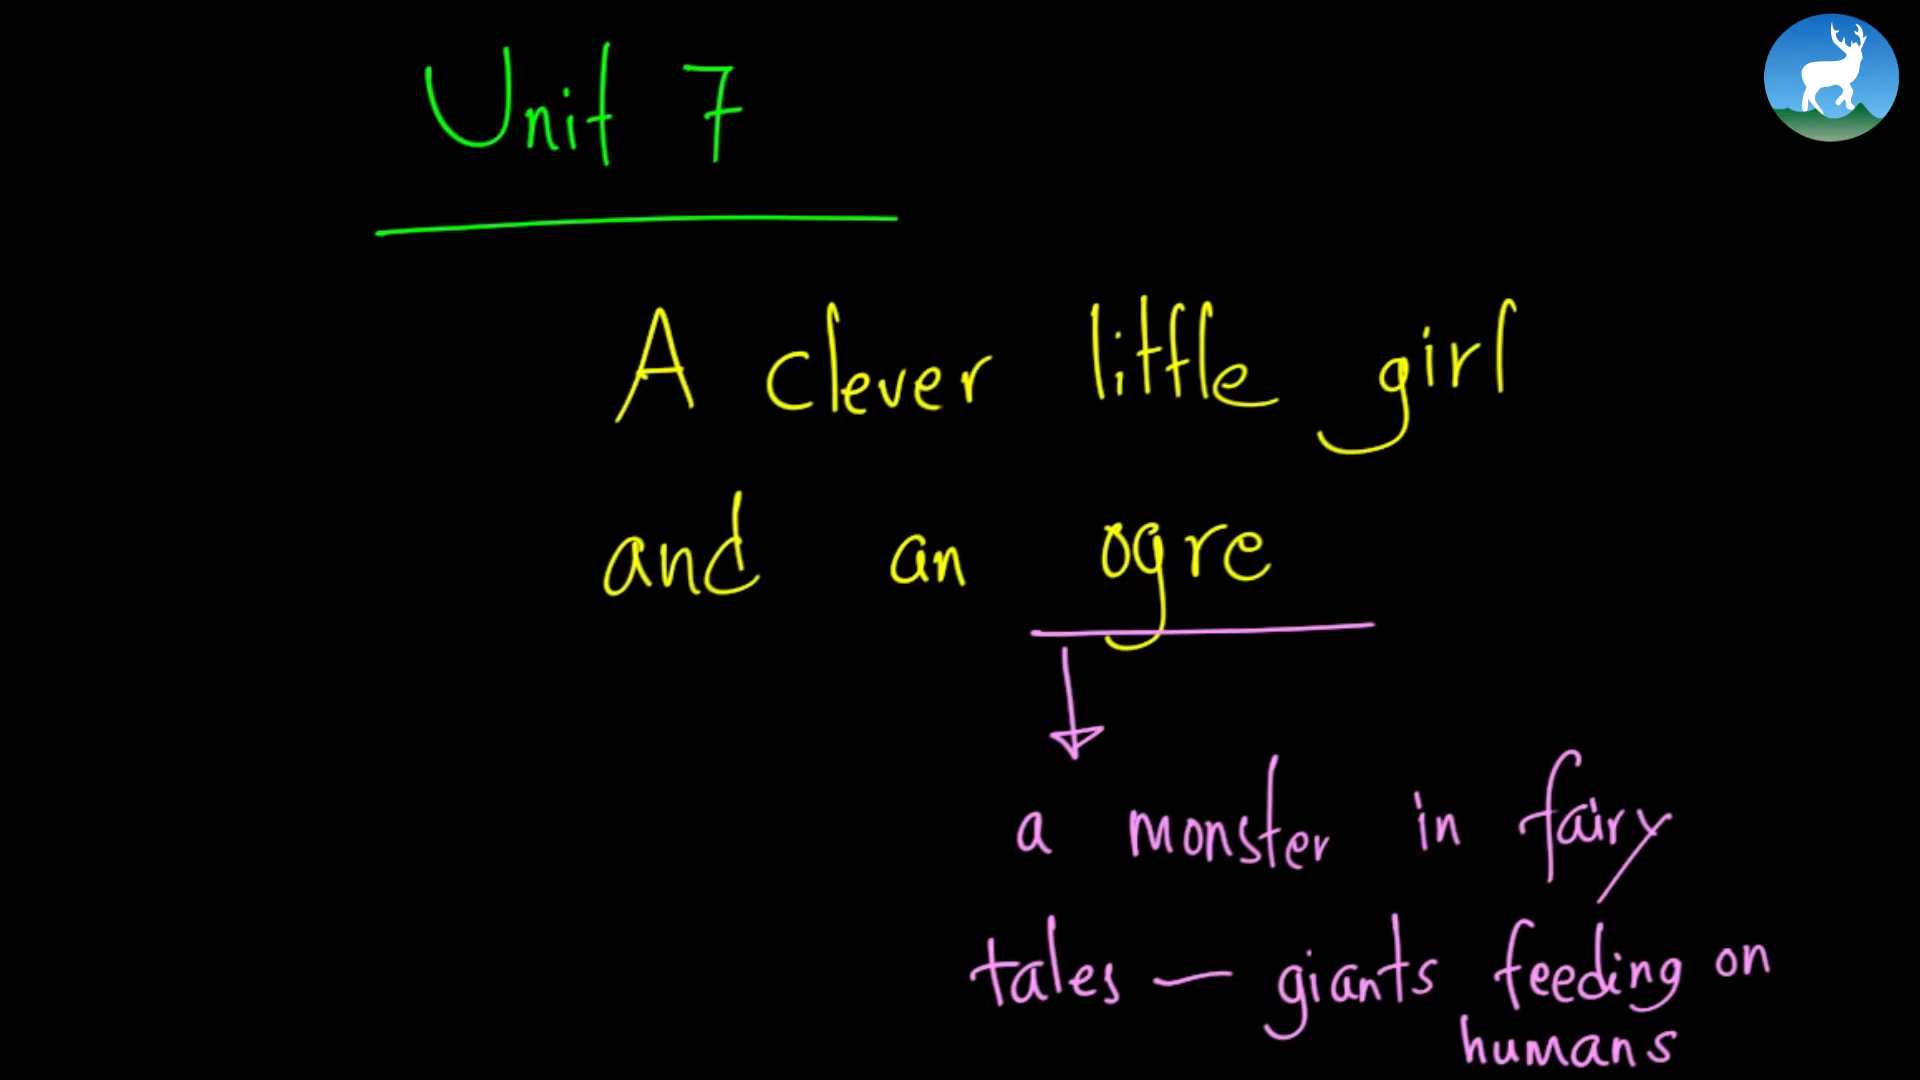 Unit 7
A clever little girl
and an ogre
a monster in fairy
tales — giants feeding on
humans